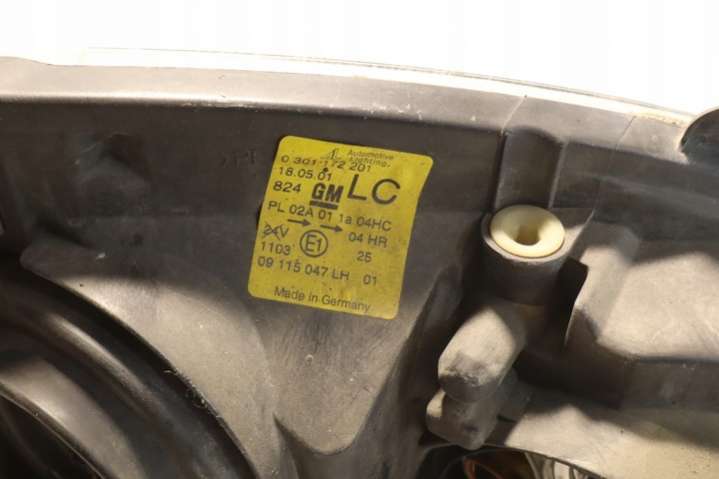 Automotive
Lighting.
0 301 172 201
18.05.01
824 GM LC
PL 02A 01 1a 04HC
24V 04 HR
1103 E1 25
09 115 047 LH 01
Made in Germany